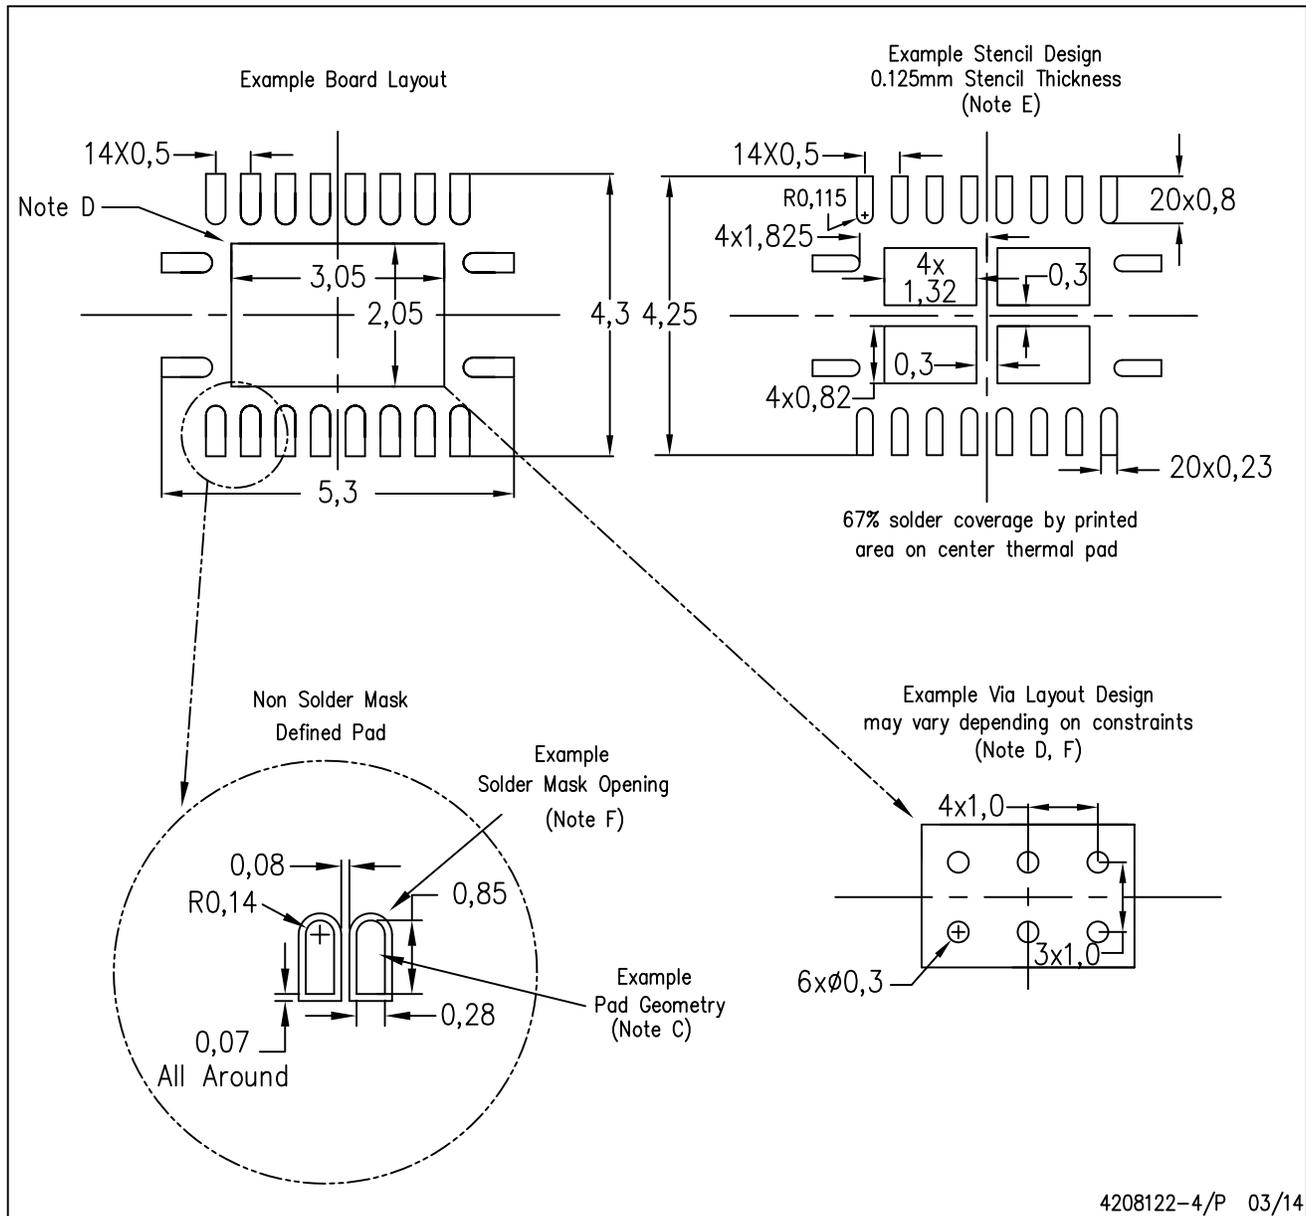 Example Board Layout
14X0,5
Note D
3,05
2,05
4,3
5,3
Example Stencil Design
0.125mm Stencil Thickness
(Note E)
14X0,5
R0,115
4x1,825
20x0,8
4x
1,32
0,3
4,25
0,3
4x0,82
20x0,23
67% solder coverage by printed
area on center thermal pad
Non Solder Mask
Defined Pad
Example
Solder Mask Opening
(Note F)
0,08
R0,14
0,85
Example
Pad Geometry
(Note C)
0,28
0,07
All Around
Example Via Layout Design
may vary depending on constraints
(Note D, F)
4x1,0
3x1,0
6xø0,3
4208122-4/P 03/14